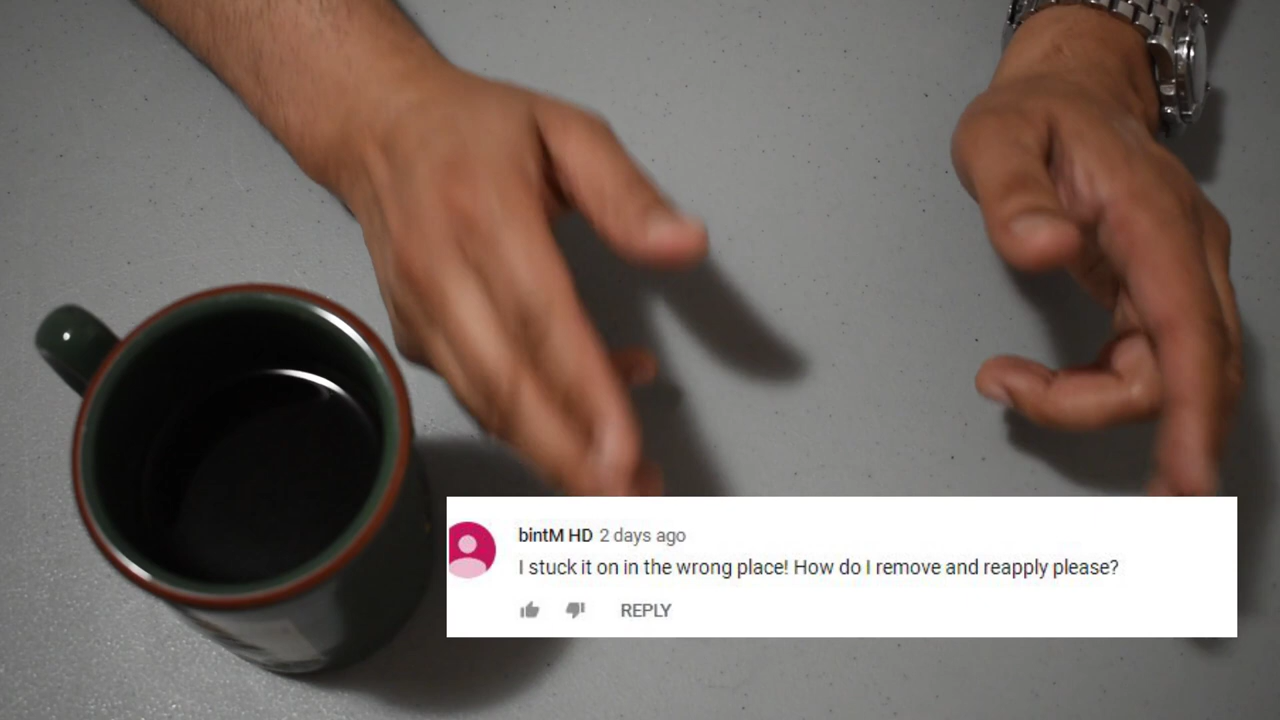 bintM HD 2 days ago
I stuck it on in the wrong place! How do I remove and reapply please?
REPLY